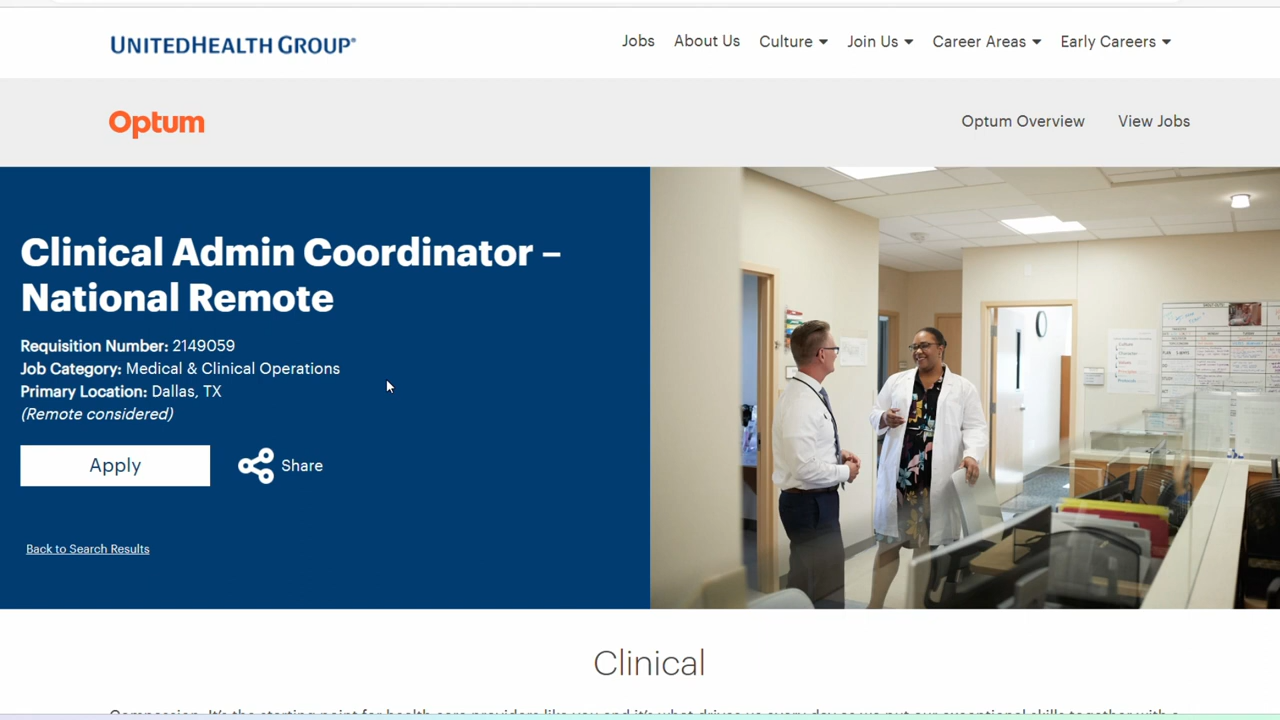 UNITEDHEALTH GROUP®
Jobs About Us Culture Join Us Career Areas Early Careers
Optum
Optum Overview View Jobs
Clinical Admin Coordinator –
National Remote
Requisition Number: 2149059
Job Category: Medical & Clinical Operations
Primary Location: Dallas, TX
(Remote considered)
Apply Share
Back to Search Results
Clinical